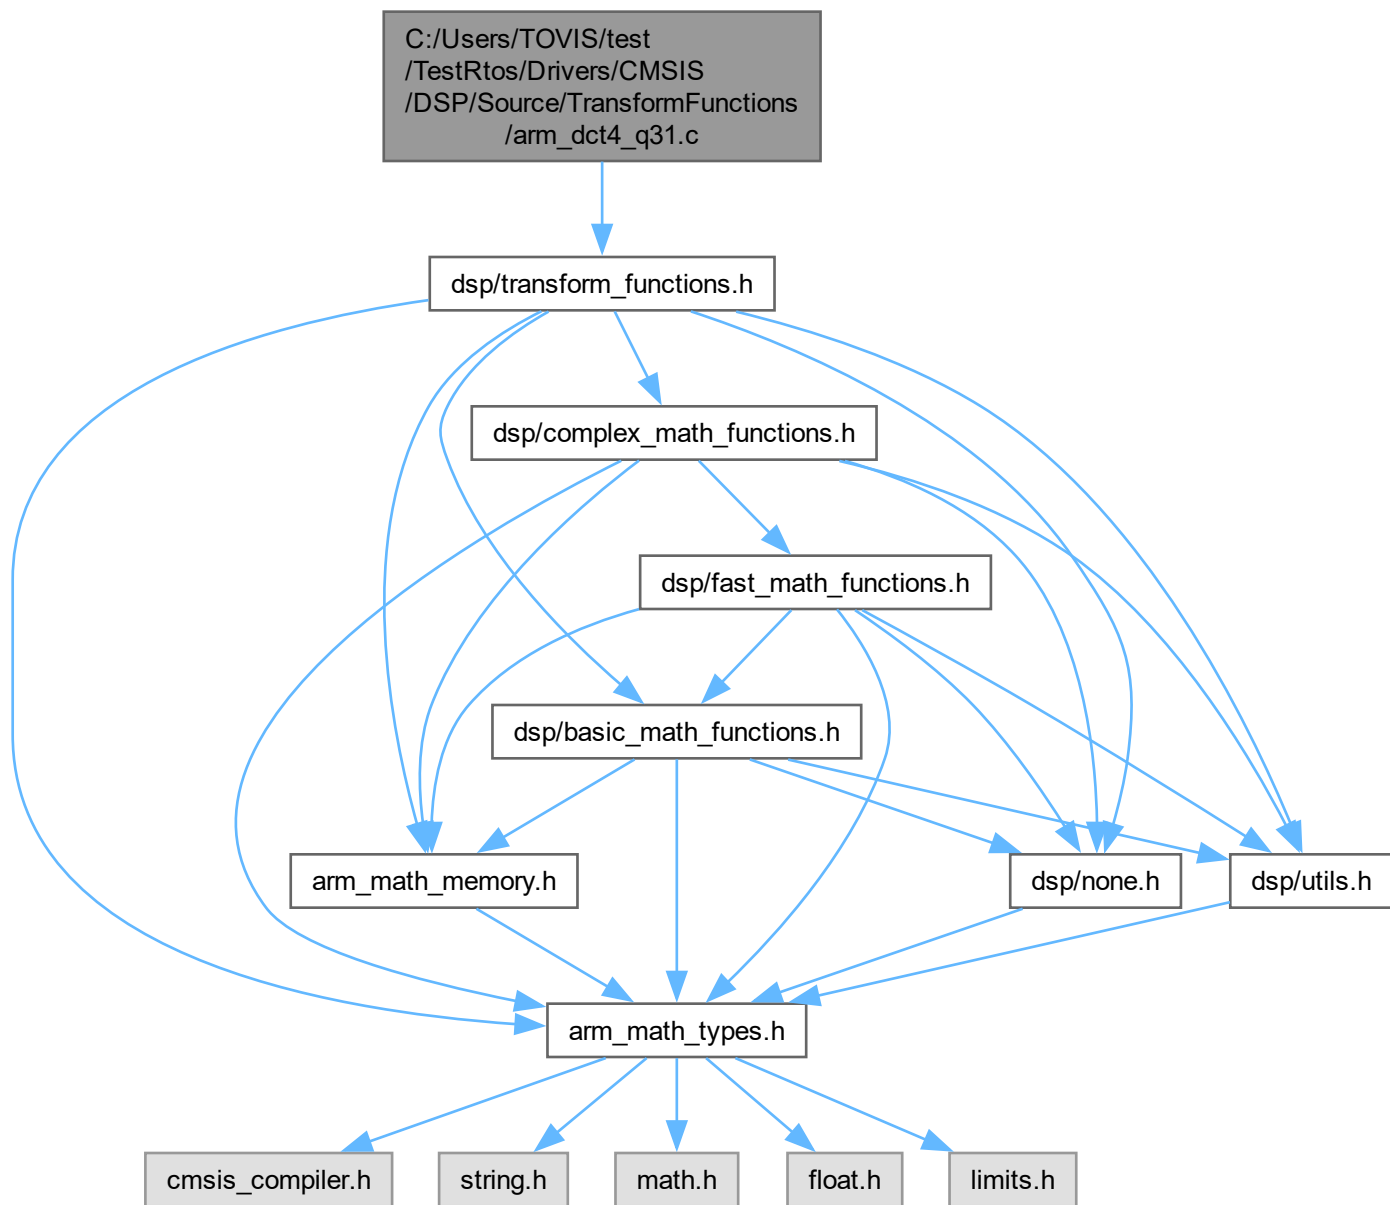 C:/Users/TOVIS/test
/TestRtos/Drivers/CMSIS
/DSP/Source/TransformFunctions
/arm_dct4_q31.c
dsp/transform_functions.h
dsp/complex_math_functions.h
dsp/fast_math_functions.h
dsp/basic_math_functions.h
arm_math_memory.h
dsp/none.h
dsp/utils.h
arm_math_types.h
cmsis_compiler.h
string.h
math.h
float.h
limits.h